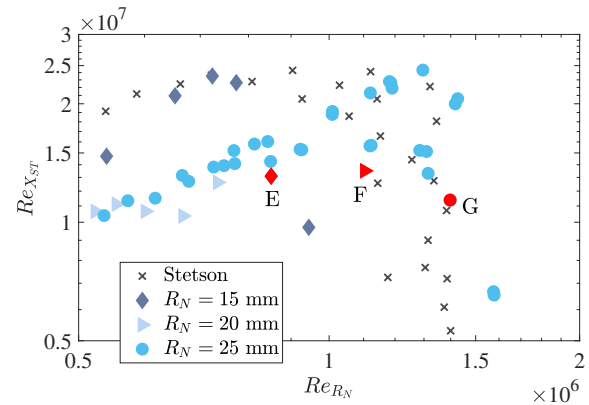 × 10⁷
3
2.5
2
1.5
1
0.5
Re_{X_{ST}}
E
F
G
Stetson
R_N = 15 mm
R_N = 20 mm
R_N = 25 mm
0.5 1 1.5 2
Re_{R_N}
× 10⁶